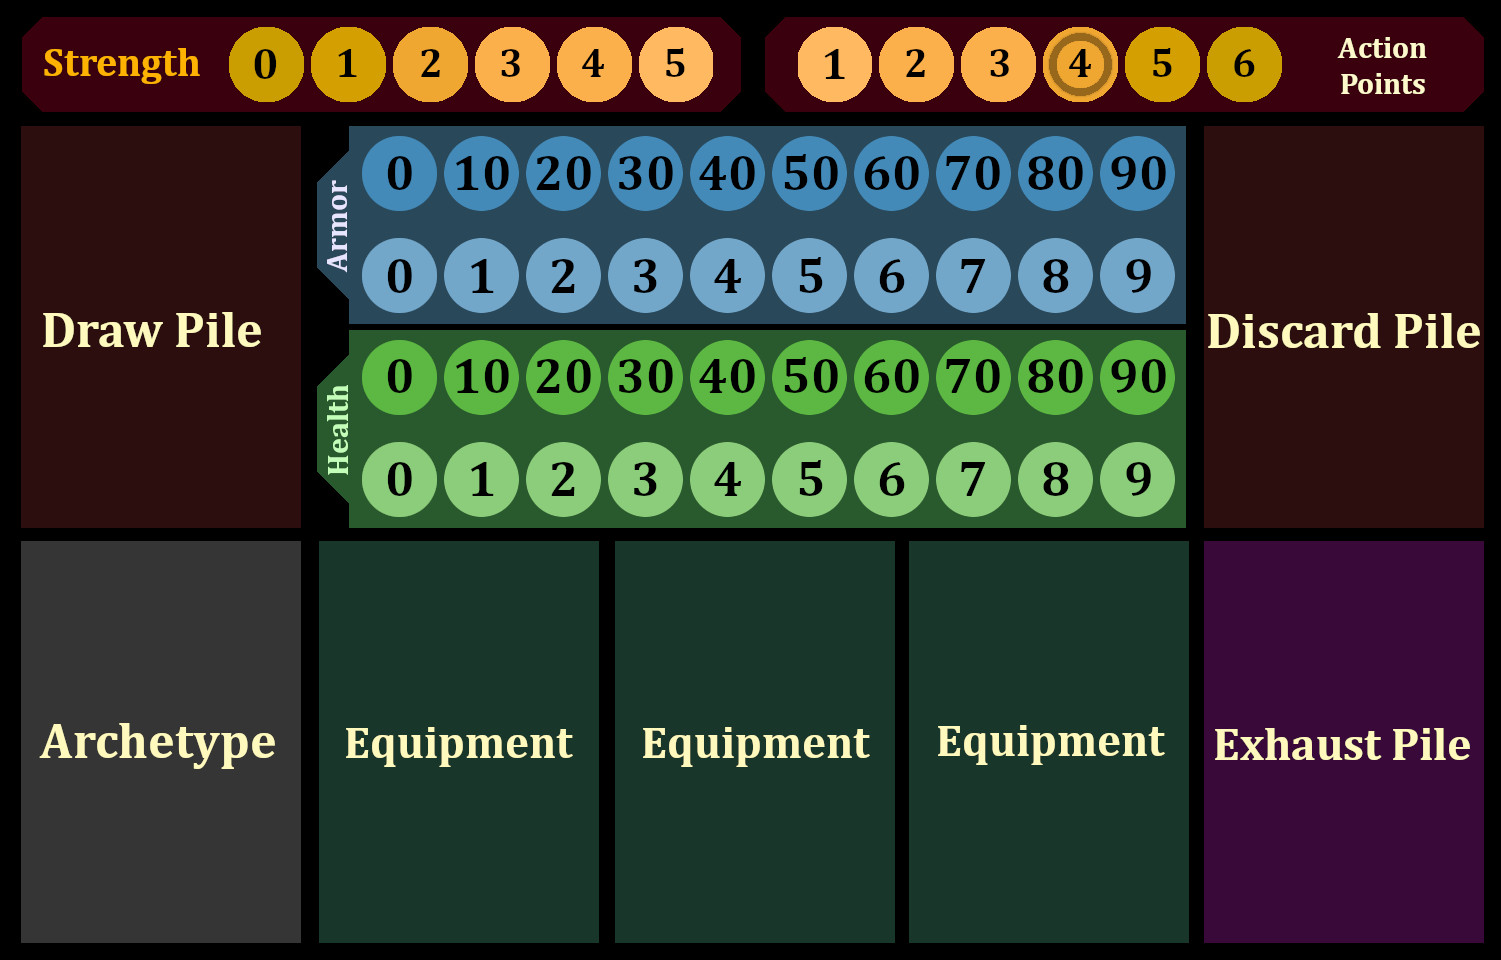 Strength 0 1 2 3 4 5
1 2 3 4 5 6 Action
Points
Draw Pile
Armor
0 10 20 30 40 50 60 70 80 90
0 1 2 3 4 5 6 7 8 9
Health
0 10 20 30 40 50 60 70 80 90
0 1 2 3 4 5 6 7 8 9
Discard Pile
Archetype
Equipment
Equipment
Equipment
Exhaust Pile